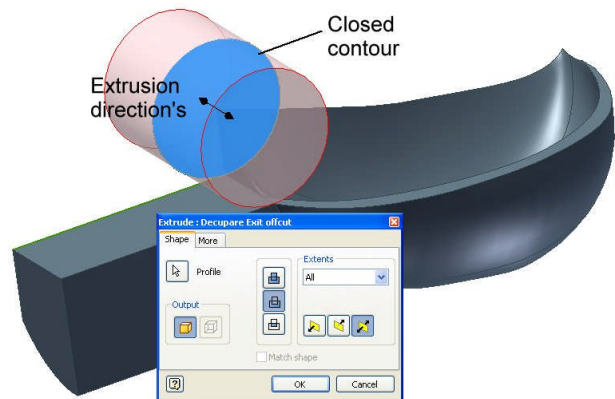 Closed
contour
Extrusion
direction's
Extrude : Decupare Exit offcut
Shape More
Profile
Extents
All
Output
Match shape
? OK Cancel